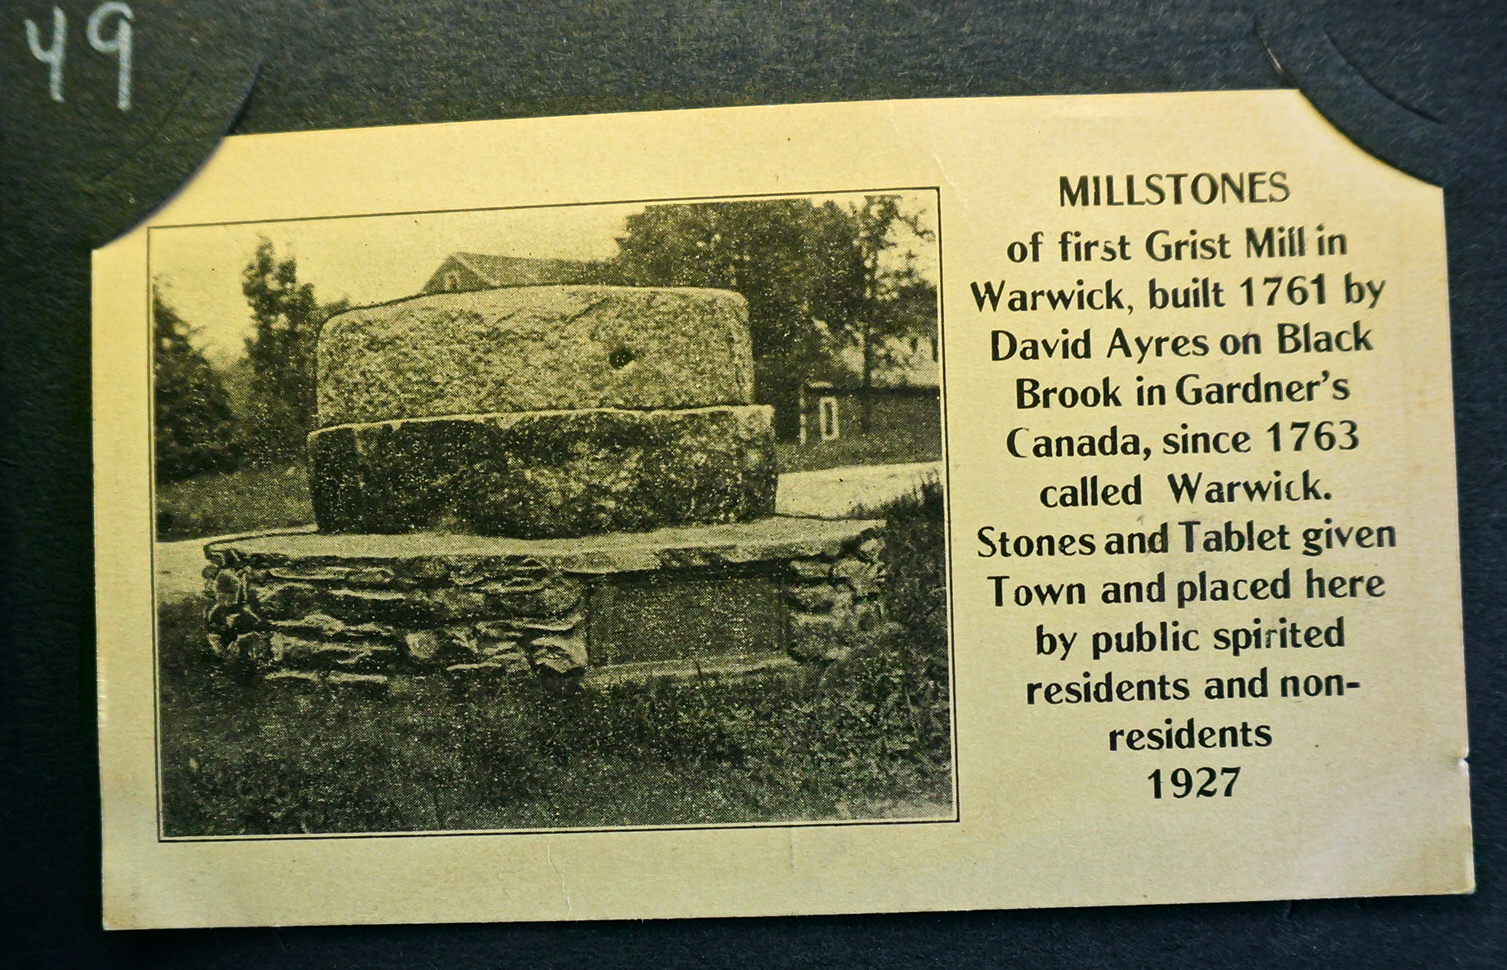 49
MILLSTONES
of first Grist Mill in
Warwick, built 1761 by
David Ayres on Black
Brook in Gardner's
Canada, since 1763
called Warwick.
Stones and Tablet given
Town and placed here
by public spirited
residents and non-
residents
1927